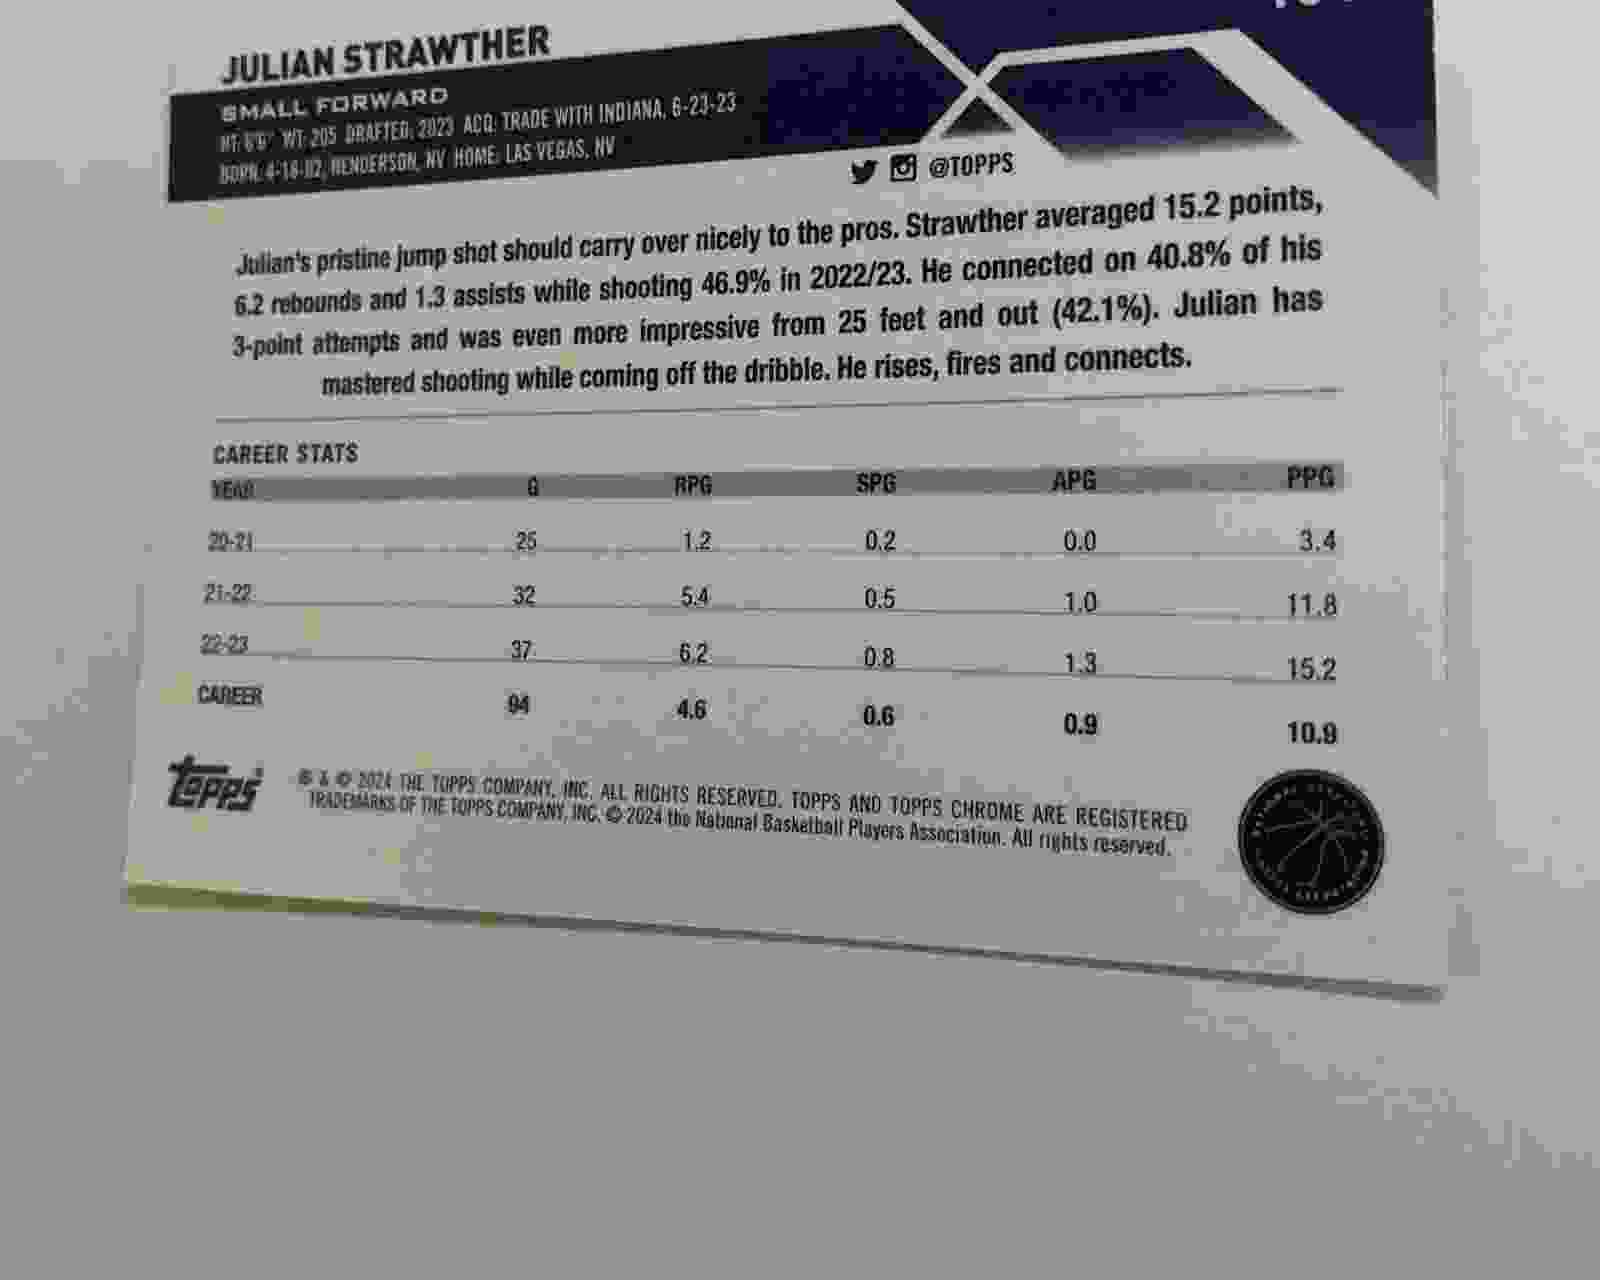 JULIAN STRAWTHER
SMALL FORWARD
HT: 6'6" WT: 205 DRAFTED: 2023 ACQ: TRADE WITH INDIANA, 6-23-23
BORN: 4-18-02, HENDERSON, NV HOME: LAS VEGAS, NV
@TOPPS
Julian's pristine jump shot should carry over nicely to the pros. Strawther averaged 15.2 points,
6.2 rebounds and 1.3 assists while shooting 46.9% in 2022/23. He connected on 40.8% of his
3-point attempts and was even more impressive from 25 feet and out (42.1%). Julian has
mastered shooting while coming off the dribble. He rises, fires and connects.
CAREER STATS
YEAR G RPG SPG APG PPG
20-21 25 1.2 0.2 0.0 3.4
21-22 32 5.4 0.5 1.0 11.8
22-23 37 6.2 0.8 1.3 15.2
CAREER 94 4.6 0.6 0.9 10.9
topps
® & © 2024 THE TOPPS COMPANY, INC. ALL RIGHTS RESERVED. TOPPS AND TOPPS CHROME ARE REGISTERED
TRADEMARKS OF THE TOPPS COMPANY, INC. © 2024 the National Basketball Players Association. All rights reserved.